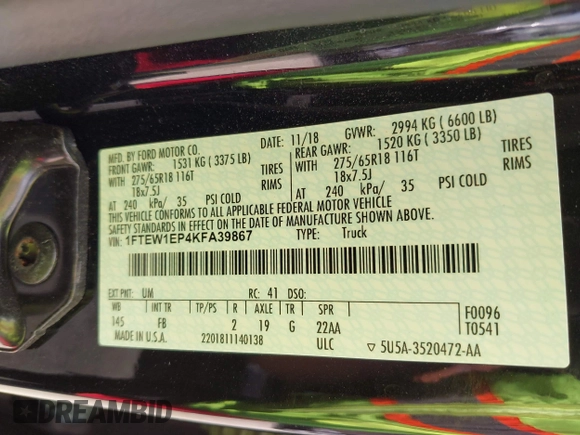 MFD. BY FORD MOTOR CO.
DATE: 11/18 GVWR: 2994 KG ( 6600 LB)
FRONT GAWR: 1531 KG ( 3375 LB) REAR GAWR: 1520 KG ( 3350 LB)
WITH 275/65R18 116T TIRES WITH 275/65R18 116T TIRES
18x7.5J RIMS 18x7.5J RIMS
AT 240 kPa/ 35 PSI COLD AT 240 kPa/ 35 PSI COLD
THIS VEHICLE CONFORMS TO ALL APPLICABLE FEDERAL MOTOR VEHICLE
SAFETY STANDARDS IN EFFECT ON THE DATE OF MANUFACTURE SHOWN ABOVE.
VIN: 1FTEW1EP4KFA39867 TYPE: Truck
EXT PNT: UM RC: 41 DSO:
WB INT TR TP/PS R AXLE TR SPR F0096
145 FB 2 19 G 22AA T0541
MADE IN U.S.A. 2201811140138 ULC ▽ 5U5A-3520472-AA
DREAMBID